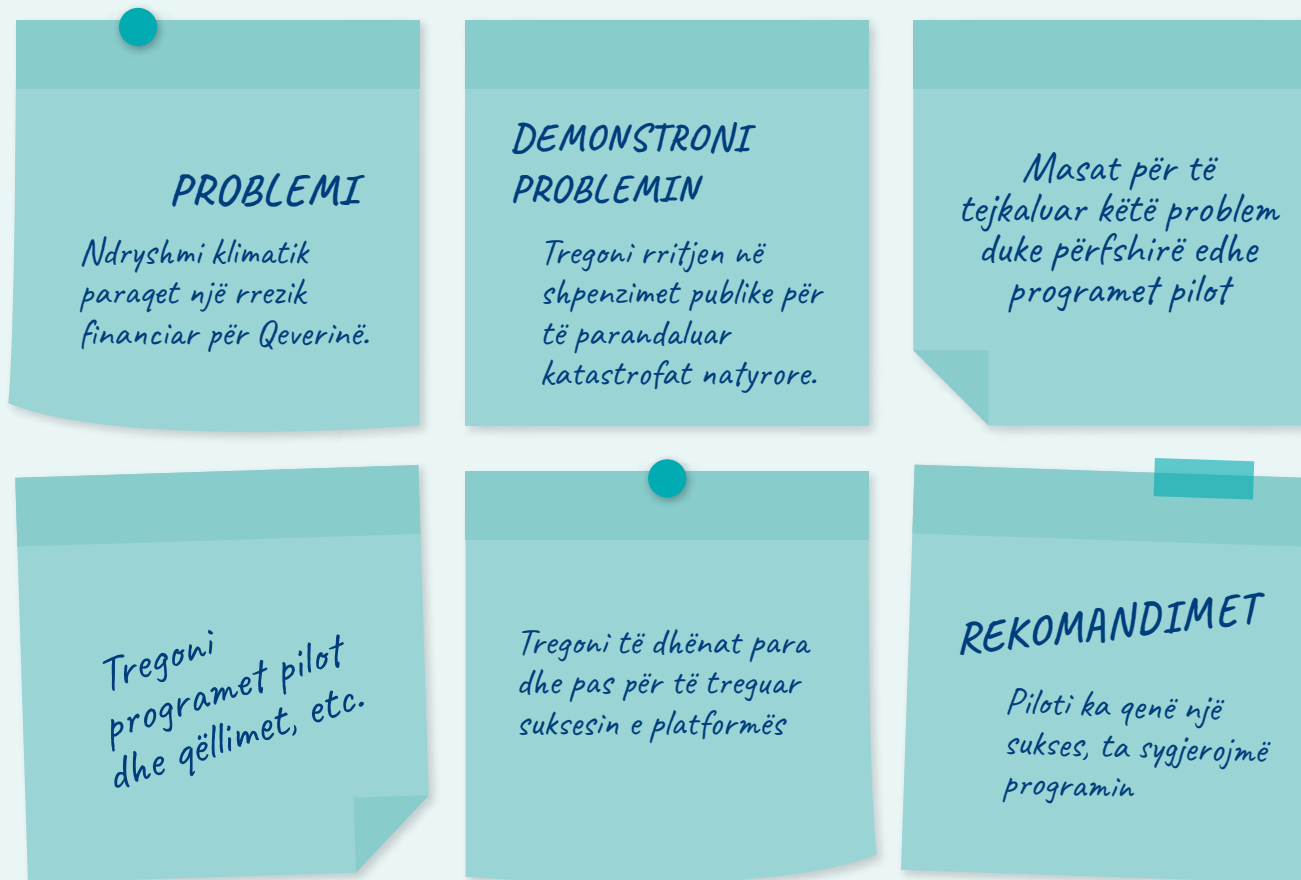 PROBLEMI
Ndryshmi klimatik
paraqet një rrezik
financiar për Qeverinë.
DEMONSTRONI
PROBLEMIN
Tregoni rritjen në
shpenzimet publike për
të parandaluar
katastrofat natyrore.
Masat për të
tejkaluar këtë problem
duke përfshirë edhe
programet pilot
Tregoni
programet pilot
dhe qëllimet, etc.
Tregoni të dhënat para
dhe pas për të treguar
suksesin e platformës
REKOMANDIMET
Piloti ka qenë një
sukses, ta sygjerojmë
programin